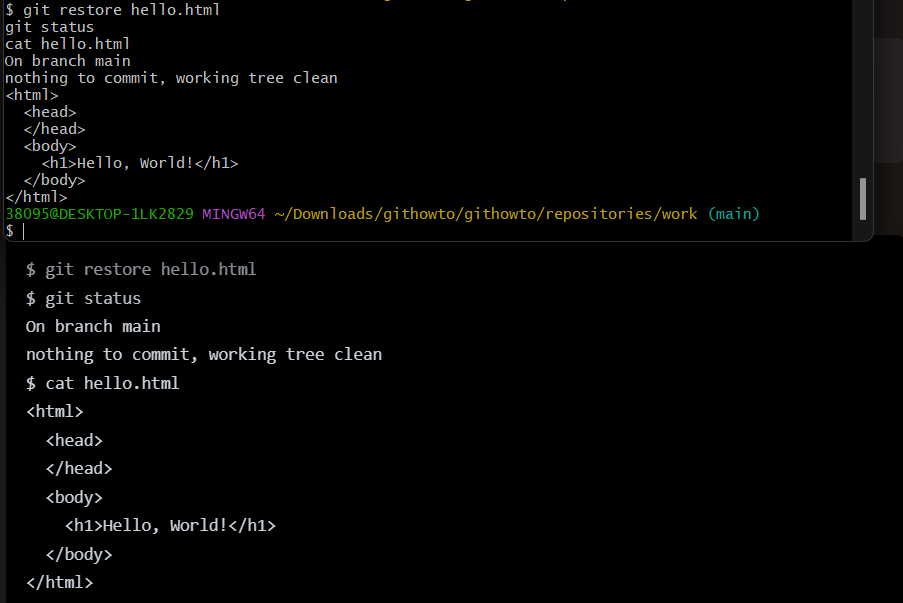 $ git restore hello.html
git status
cat hello.html
On branch main
nothing to commit, working tree clean
<html>
  <head>
  </head>
  <body>
    <h1>Hello, World!</h1>
  </body>
</html>
38095@DESKTOP-1LK2829 MINGW64 ~/Downloads/githowto/githowto/repositories/work (main)
$
$ git restore hello.html
$ git status
On branch main
nothing to commit, working tree clean
$ cat hello.html
<html>
  <head>
  </head>
  <body>
    <h1>Hello, World!</h1>
  </body>
</html>